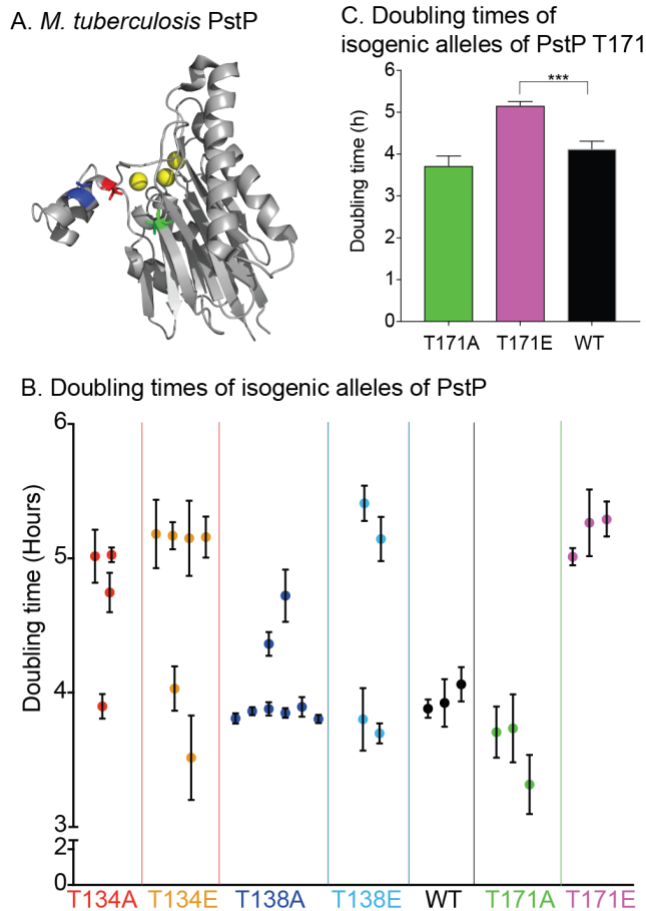 A. M. tuberculosis PstP
C. Doubling times of
isogenic alleles of PstP T171
Doubling time (h)
6
5
4
3
2
1
0
***
T171A T171E WT
B. Doubling times of isogenic alleles of PstP
Doubling time (Hours)
6
5
4
3
2
0
T134A T134E T138A T138E WT T171A T171E